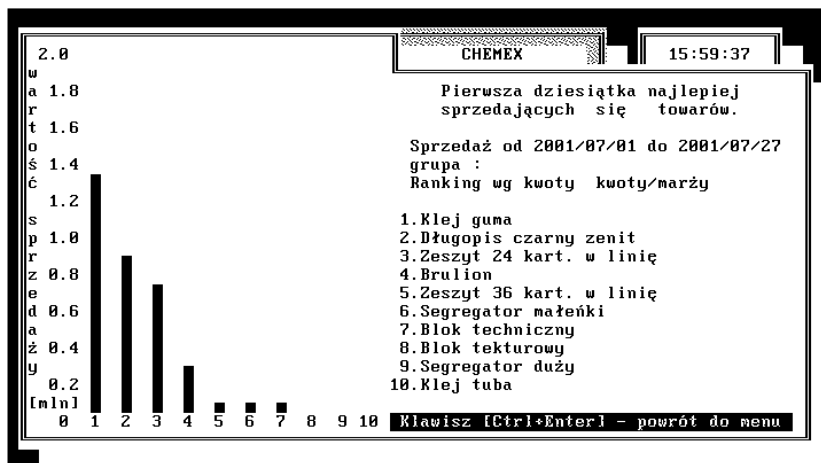 CHEMEX
15:59:37
2.0
1.8
1.6
1.4
1.2
1.0
0.8
0.6
0.4
0.2
[mln]
wartość sprzedaży
0 1 2 3 4 5 6 7 8 9 10
Pierwsza dziesiątka najlepiej
sprzedających się towarów.
Sprzedaż od 2001/07/01 do 2001/07/27
grupa :
Ranking wg kwoty kwoty/marży
1.Klej guma
2.Długopis czarny zenit
3.Zeszyt 24 kart. w linię
4.Brulion
5.Zeszyt 36 kart. w linię
6.Segregator małeńki
7.Blok techniczny
8.Blok tekturowy
9.Segregator duży
10.Klej tuba
Klawisz [Ctrl+Enter] - powrót do menu